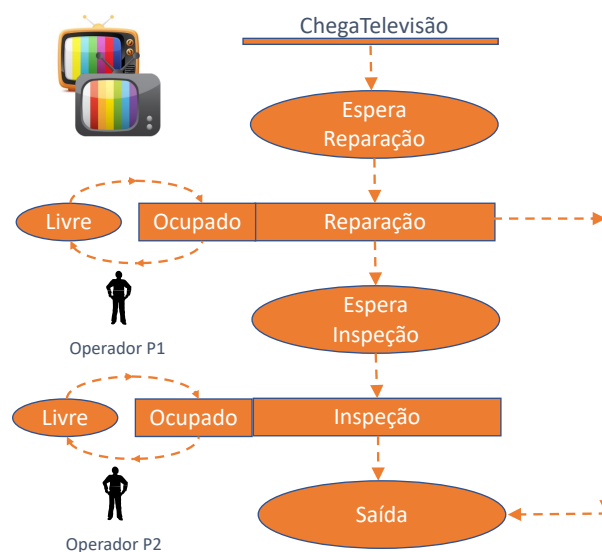 ChegaTelevisão
Espera
Reparação
Livre
Ocupado
Reparação
Operador P1
Espera
Inspeção
Livre
Ocupado
Inspeção
Operador P2
Saída